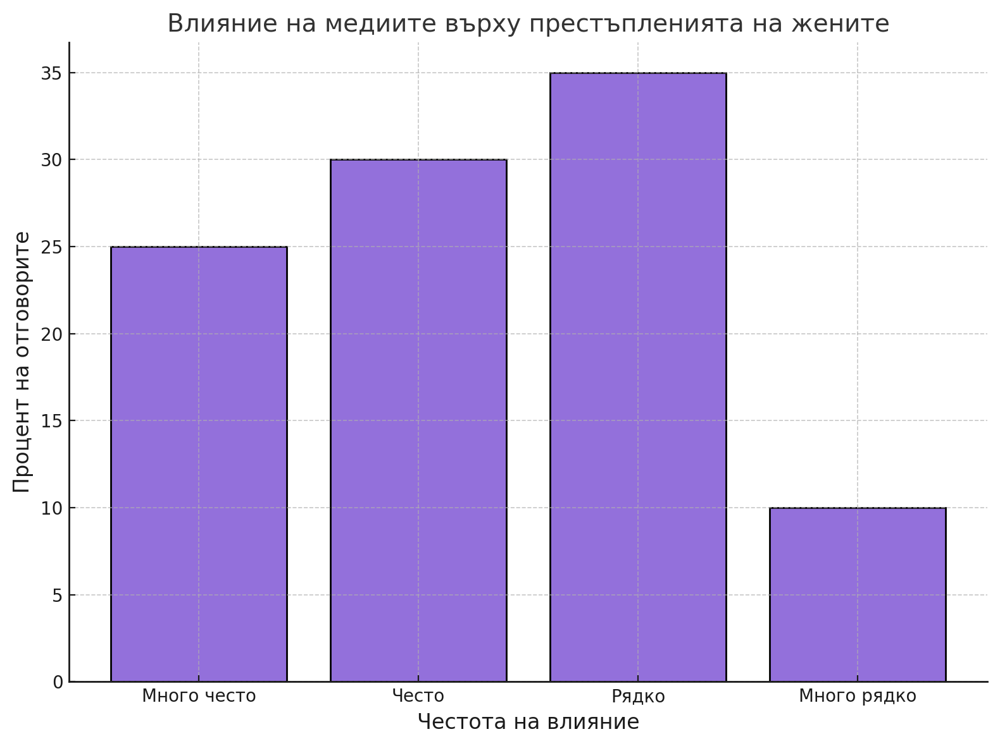 Влияние на медиите върху престъпленията на жените
Процент на отговорите
35
30
25
20
15
10
5
0
Много често
Често
Рядко
Много рядко
Честота на влияние